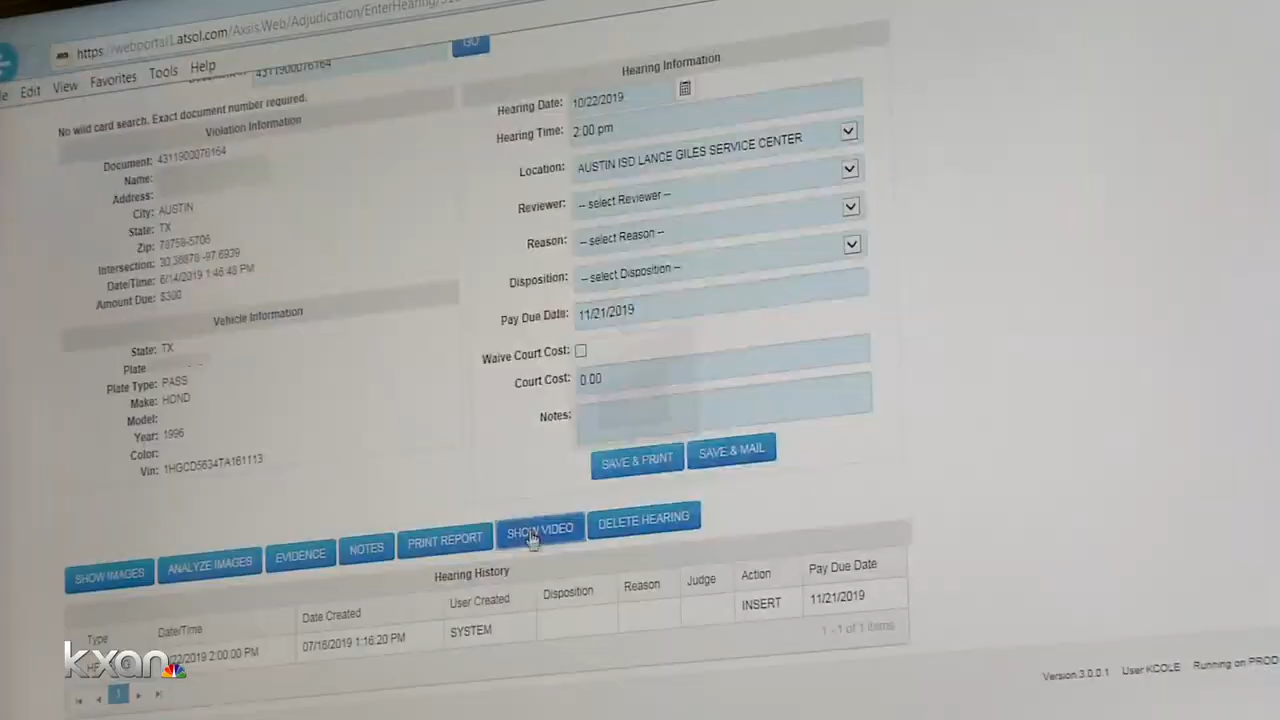 https://webportal1.atsol.com/Axsis.Web/Adjudication/EnterHearing/
Edit View Favorites Tools Help
4311900076164
GO
No wild card search. Exact document number required.
Violation Information
Document: 4311900076164
Name:
Address:
City: AUSTIN
State: TX
Zip: 78758-5706
Intersection: 30.36878 -97.6939
Date/Time: 6/14/2019 1:46:48 PM
Amount Due: $300
Vehicle Information
State: TX
Plate
Plate Type: PASS
Make: HOND
Model:
Year: 1996
Color:
Vin: 1HGCD5634TA161113
Hearing Information
Hearing Date: 10/22/2019
Hearing Time: 2:00 pm
Location: AUSTIN ISD LANCE GILES SERVICE CENTER
Reviewer: -- select Reviewer --
Reason: -- select Reason --
Disposition: -- select Disposition --
Pay Due Date: 11/21/2019
Waive Court Cost:
Court Cost: 0.00
Notes:
SAVE & PRINT SAVE & MAIL
SHOW IMAGES ANALYZE IMAGES EVIDENCE NOTES PRINT REPORT SHOW VIDEO DELETE HEARING
Hearing History
Type Date/Time Date Created User Created Disposition Reason Judge Action Pay Due Date
22/2019 2:00:00 PM 07/16/2019 1:16:20 PM SYSTEM INSERT 11/21/2019
1 - 1 of 1 items
1
Version:3.0.0.1 User KCOLE Running on PROD
kxan